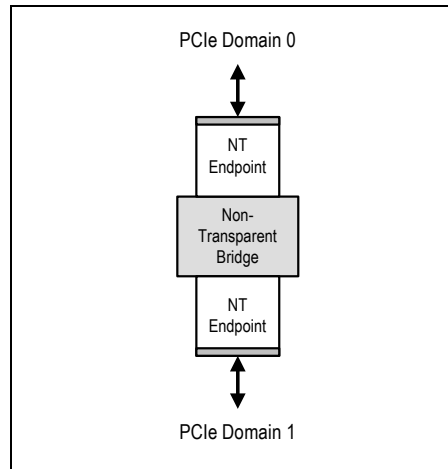 PCIe Domain 0
NT
Endpoint
Non-
Transparent
Bridge
NT
Endpoint
PCIe Domain 1